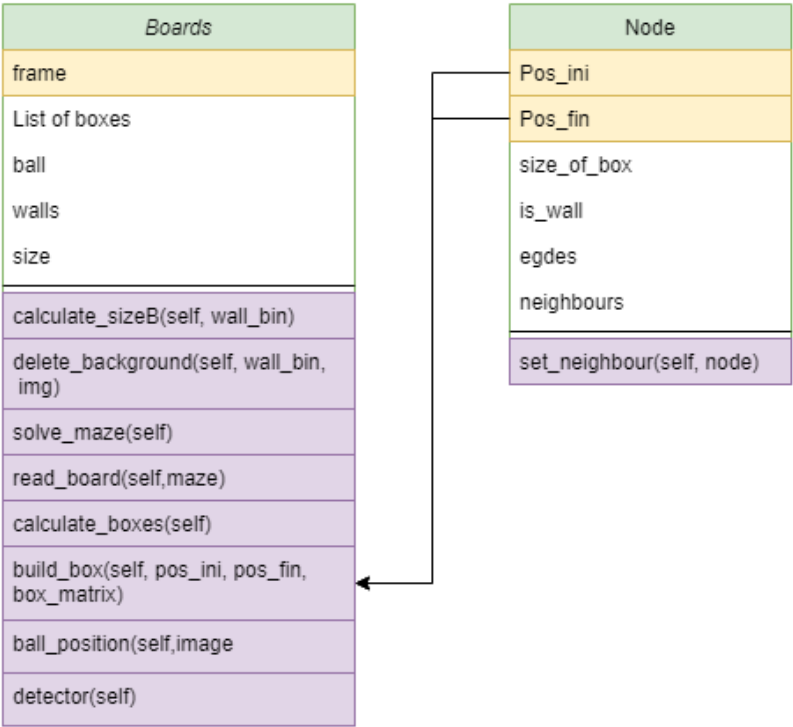 Boards
frame
List of boxes
ball
walls
size
calculate_sizeB(self, wall_bin)
delete_background(self, wall_bin,
img)
solve_maze(self)
read_board(self,maze)
calculate_boxes(self)
build_box(self, pos_ini, pos_fin,
box_matrix)
ball_position(self,image
detector(self)
Node
Pos_ini
Pos_fin
size_of_box
is_wall
egdes
neighbours
set_neighbour(self, node)